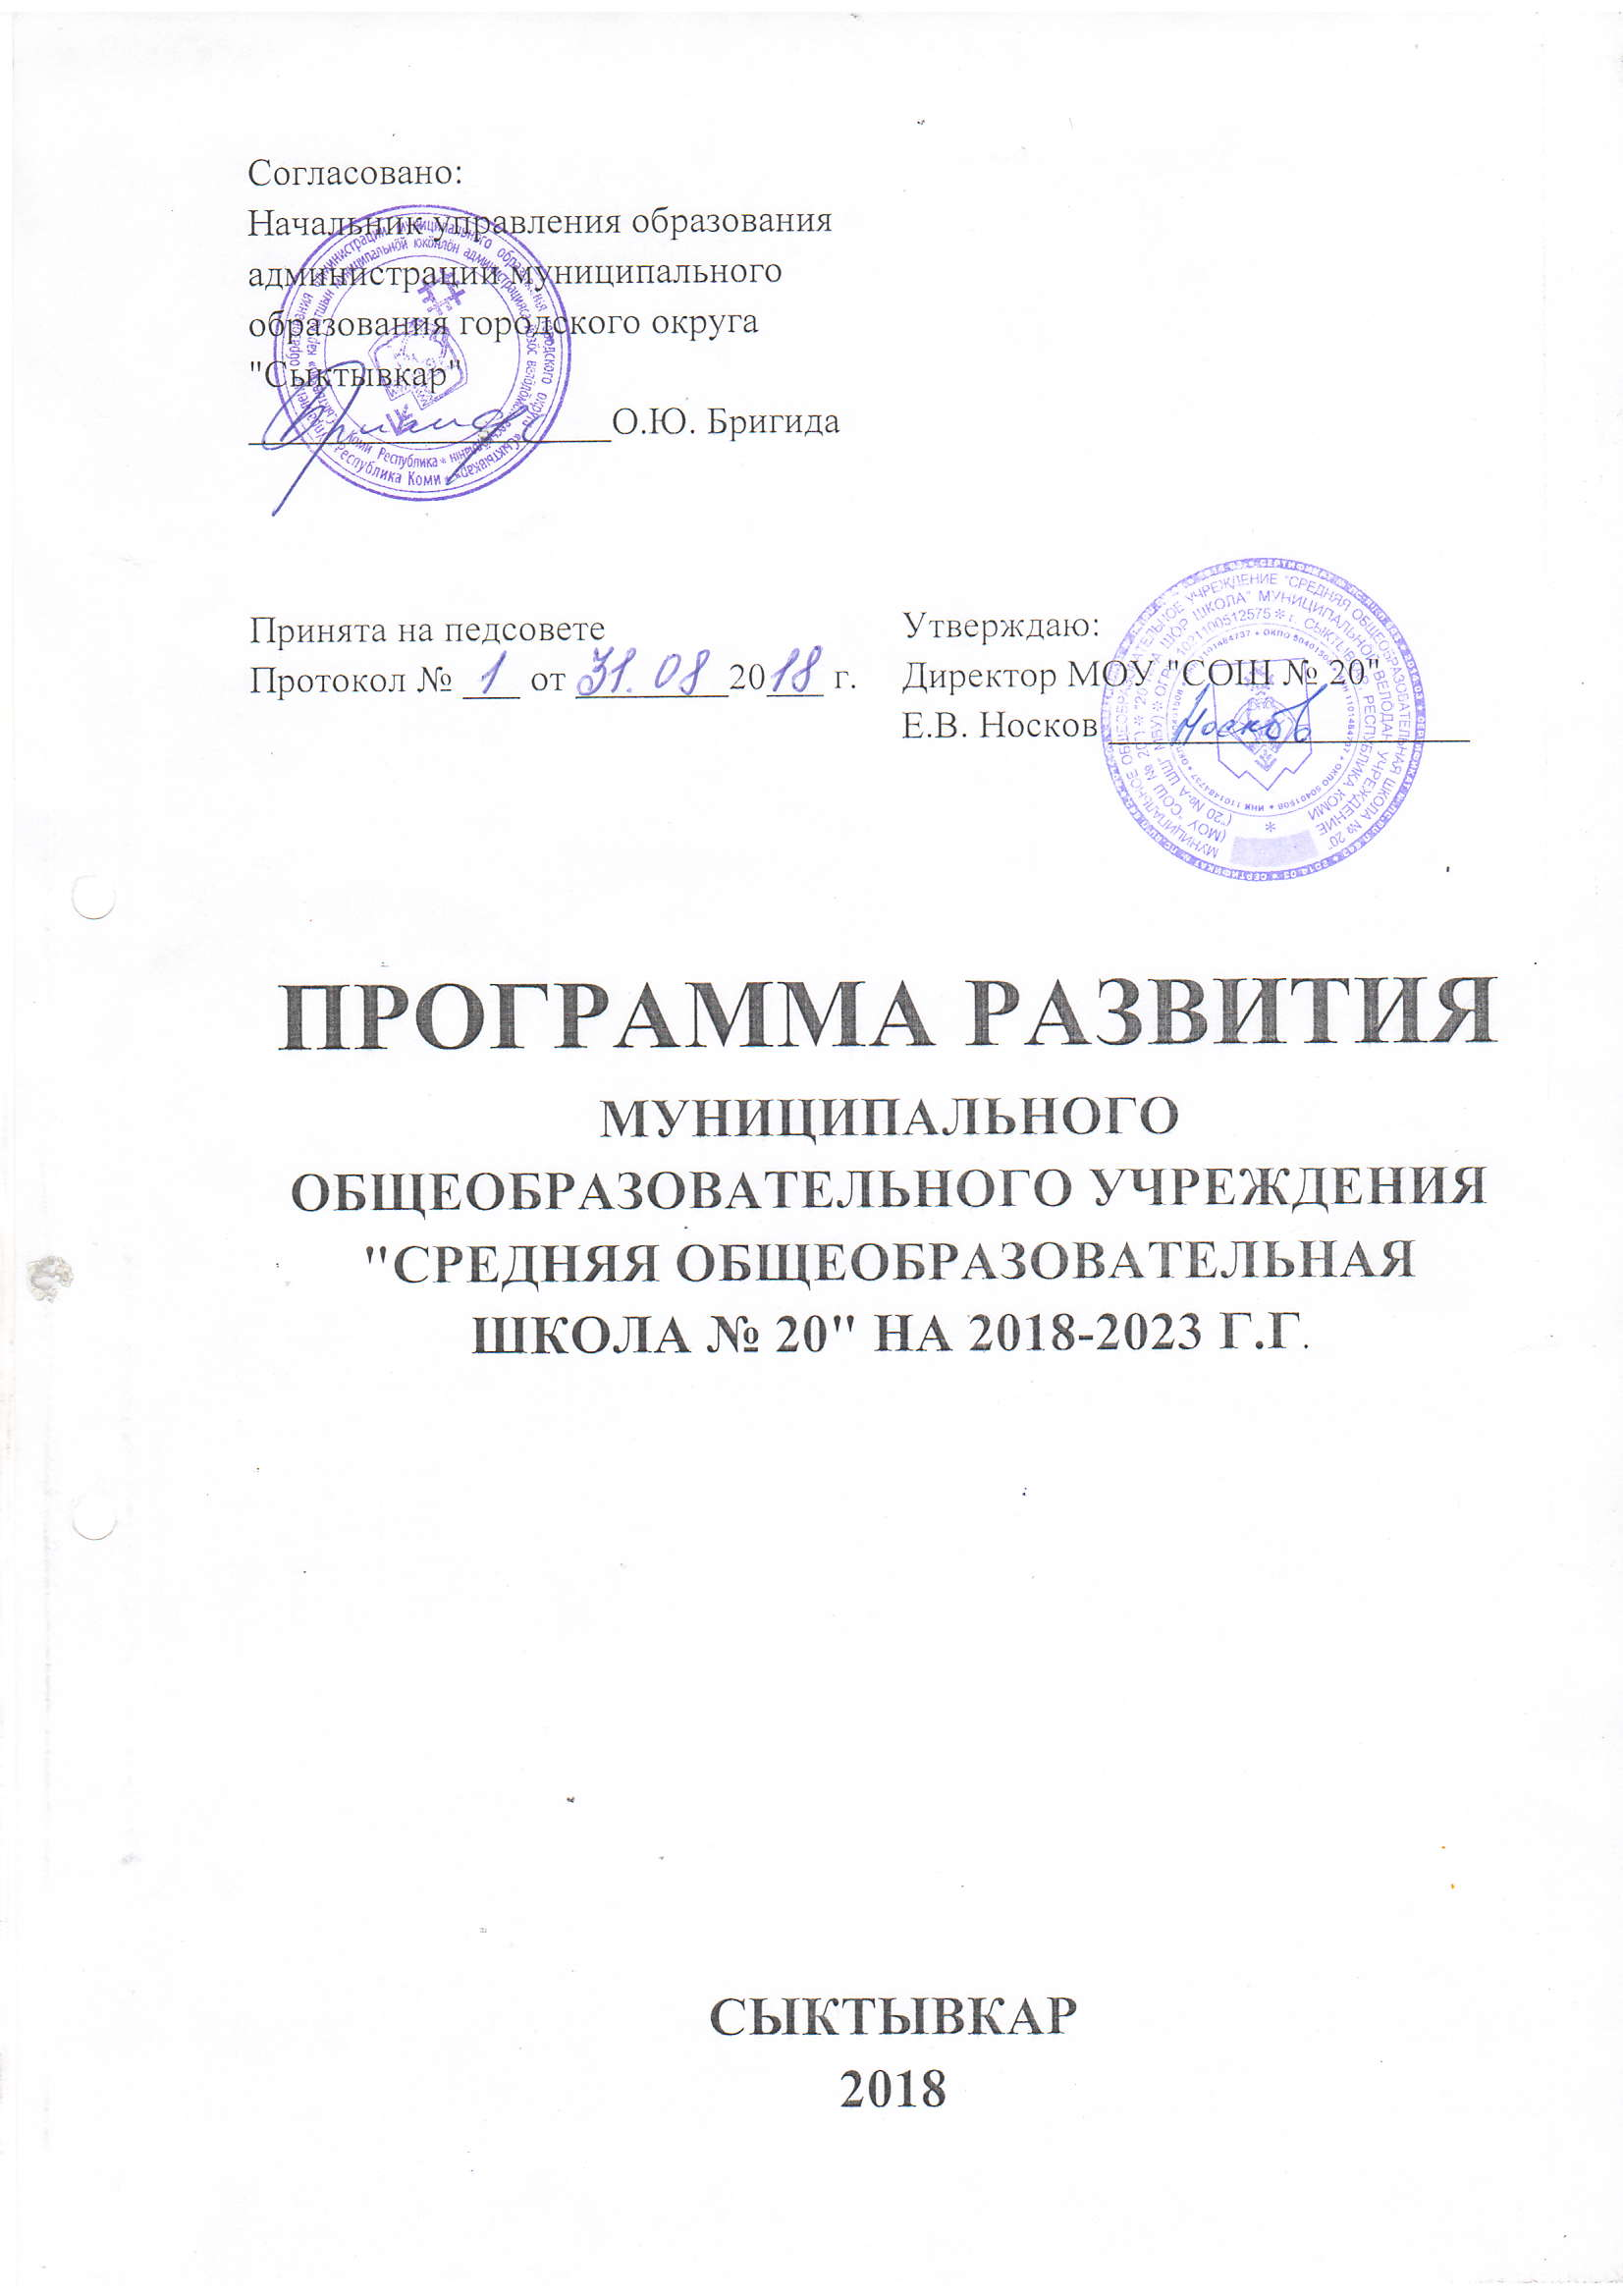 Согласовано:
Начальник управления образования
администрации муниципального
образования городского округа
"Сыктывкар"
___________________О.Ю. Бригида
Принята на педсовете
Протокол № 1 от 31.08 2018 г.
Утверждаю:
Директор МОУ "СОШ № 20"
Е.В. Носков Носков
ПРОГРАММА РАЗВИТИЯ
МУНИЦИПАЛЬНОГО
ОБЩЕОБРАЗОВАТЕЛЬНОГО УЧРЕЖДЕНИЯ
"СРЕДНЯЯ ОБЩЕОБРАЗОВАТЕЛЬНАЯ
ШКОЛА № 20" НА 2018-2023 Г.Г.
СЫКТЫВКАР
2018